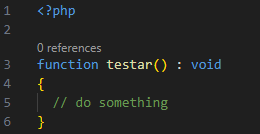 1 <?php
2
0 references
3 function testar() : void
4 {
5 // do something
6 }